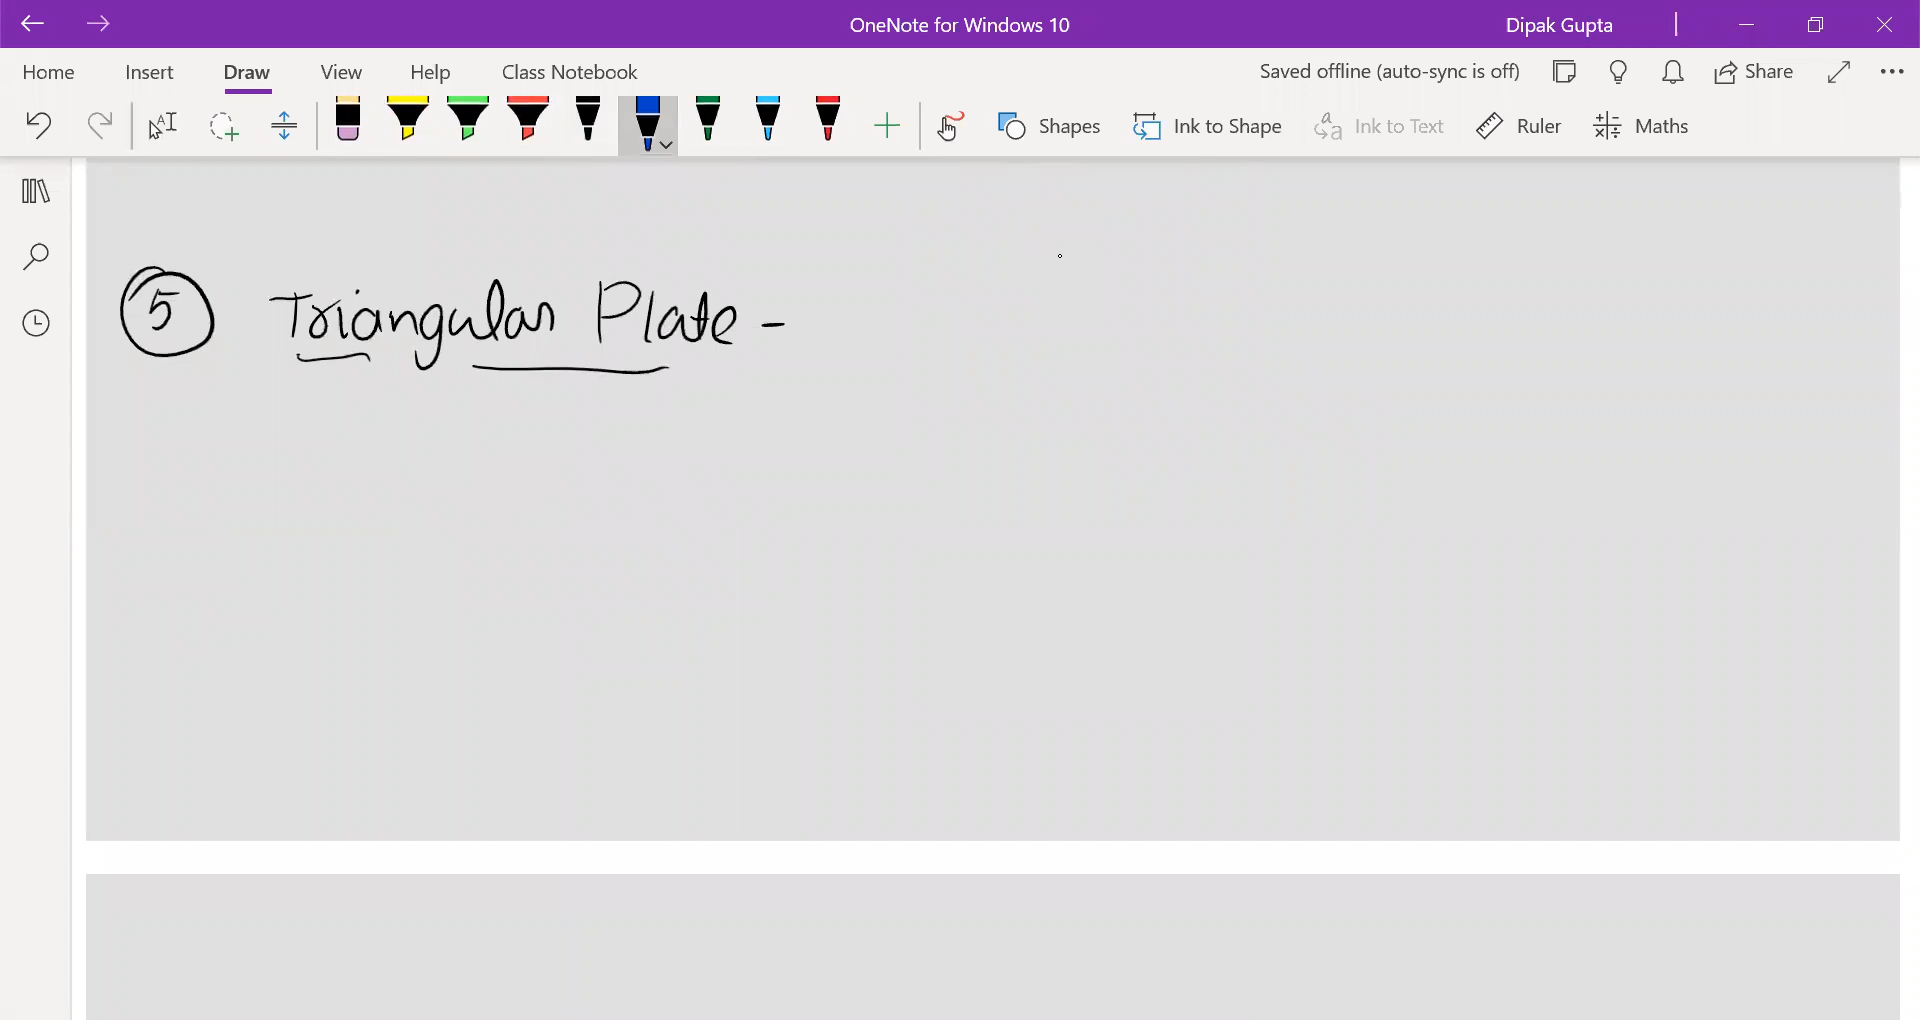 OneNote for Windows 10
Dipak Gupta
Home Insert Draw View Help Class Notebook
Saved offline (auto-sync is off) Share
Shapes Ink to Shape Ink to Text Ruler Maths
5 Triangular Plate -